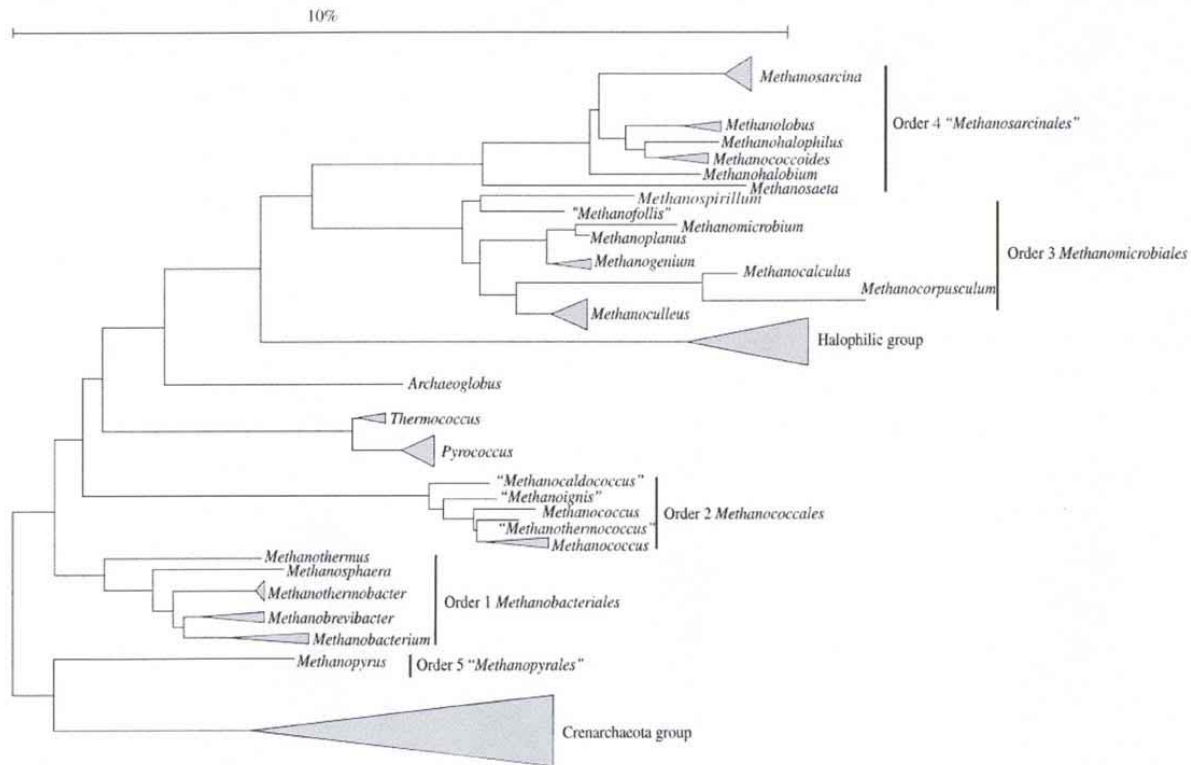 10%
Methanosarcina
Methanolobus
Order 4 "Methanosarcinales"
Methanohalophilus
Methanococcoides
Methanohalobium
Methanosaeta
Methanospirillum
"Methanofollis"
Methanomicrobium
Methanoplanus
Order 3 Methanomicrobiales
Methanogenium
Methanocalculus
Methanocorpusculum
Methanoculleus
Halophilic group
Archaeoglobus
Thermococcus
Pyrococcus
"Methanocaldococcus"
"Methanoignis"
Methanococcus
Order 2 Methanococcales
"Methanothermococcus"
Methanococcus
Methanothermus
Methanosphaera
Methanothermobacter
Order 1 Methanobacteriales
Methanobrevibacter
Methanobacterium
Methanopyrus
Order 5 "Methanopyrales"
Crenarchaeota group